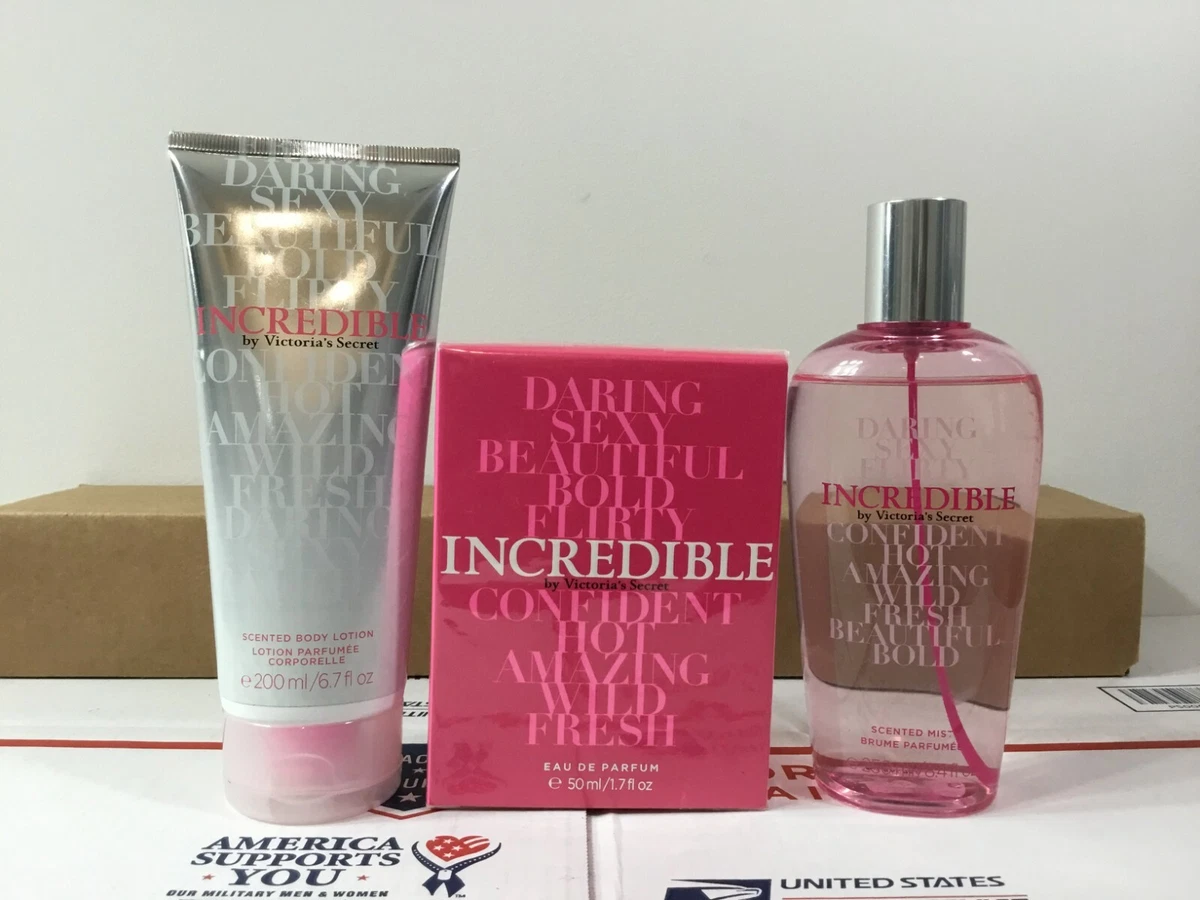 DARING
SEXY
BEAUTIFUL
BOLD
FLIRTY
INCREDIBLE
by Victoria's Secret
CONFIDENT
HOT
AMAZING
WILD
FRESH
DARING
SEXY
SCENTED BODY LOTION
LOTION PARFUMÉE
CORPORELLE
e 200 ml/6.7 fl oz
DARING
SEXY
BEAUTIFUL
BOLD
FLIRTY
INCREDIBLE
by Victoria's Secret
CONFIDENT
HOT
AMAZING
WILD
FRESH
EAU DE PARFUM
e 50 ml/1.7 fl oz
DARING
SEXY
FLIRTY
INCREDIBLE
by Victoria's Secret
CONFIDENT
HOT
AMAZING
WILD
FRESH
BEAUTIFUL
BOLD
SCENTED MIST
BRUME PARFUMÉE
AMERICA
SUPPORTS
YOU
OUR MILITARY MEN & WOMEN
UNITED STATES